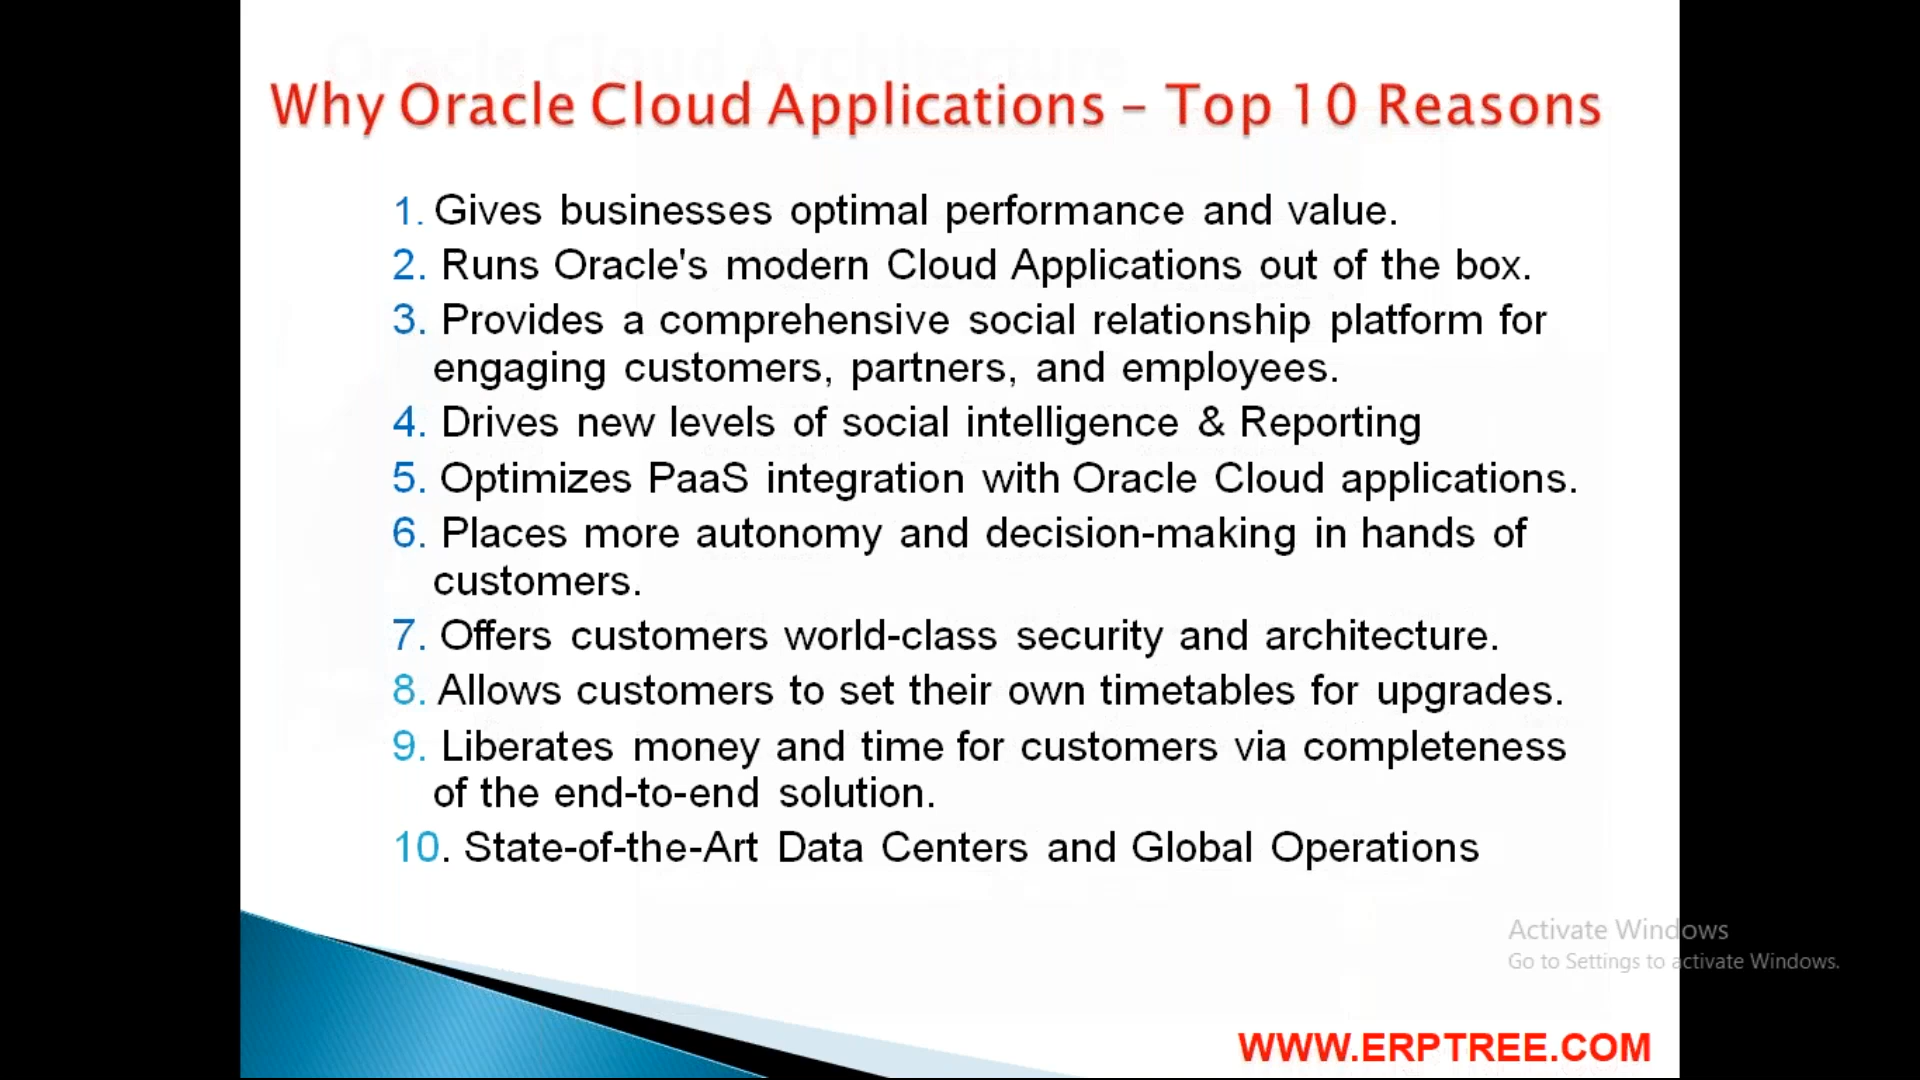 Oracle Cloud Architecture
Why Oracle Cloud Applications – Top 10 Reasons
1. Gives businesses optimal performance and value.
2. Runs Oracle's modern Cloud Applications out of the box.
3. Provides a comprehensive social relationship platform for
engaging customers, partners, and employees.
4. Drives new levels of social intelligence & Reporting
5. Optimizes PaaS integration with Oracle Cloud applications.
6. Places more autonomy and decision-making in hands of
customers.
7. Offers customers world-class security and architecture.
8. Allows customers to set their own timetables for upgrades.
9. Liberates money and time for customers via completeness
of the end-to-end solution.
10. State-of-the-Art Data Centers and Global Operations
Activate Windows
Go to Settings to activate Windows.
WWW.ERPTREE.COM